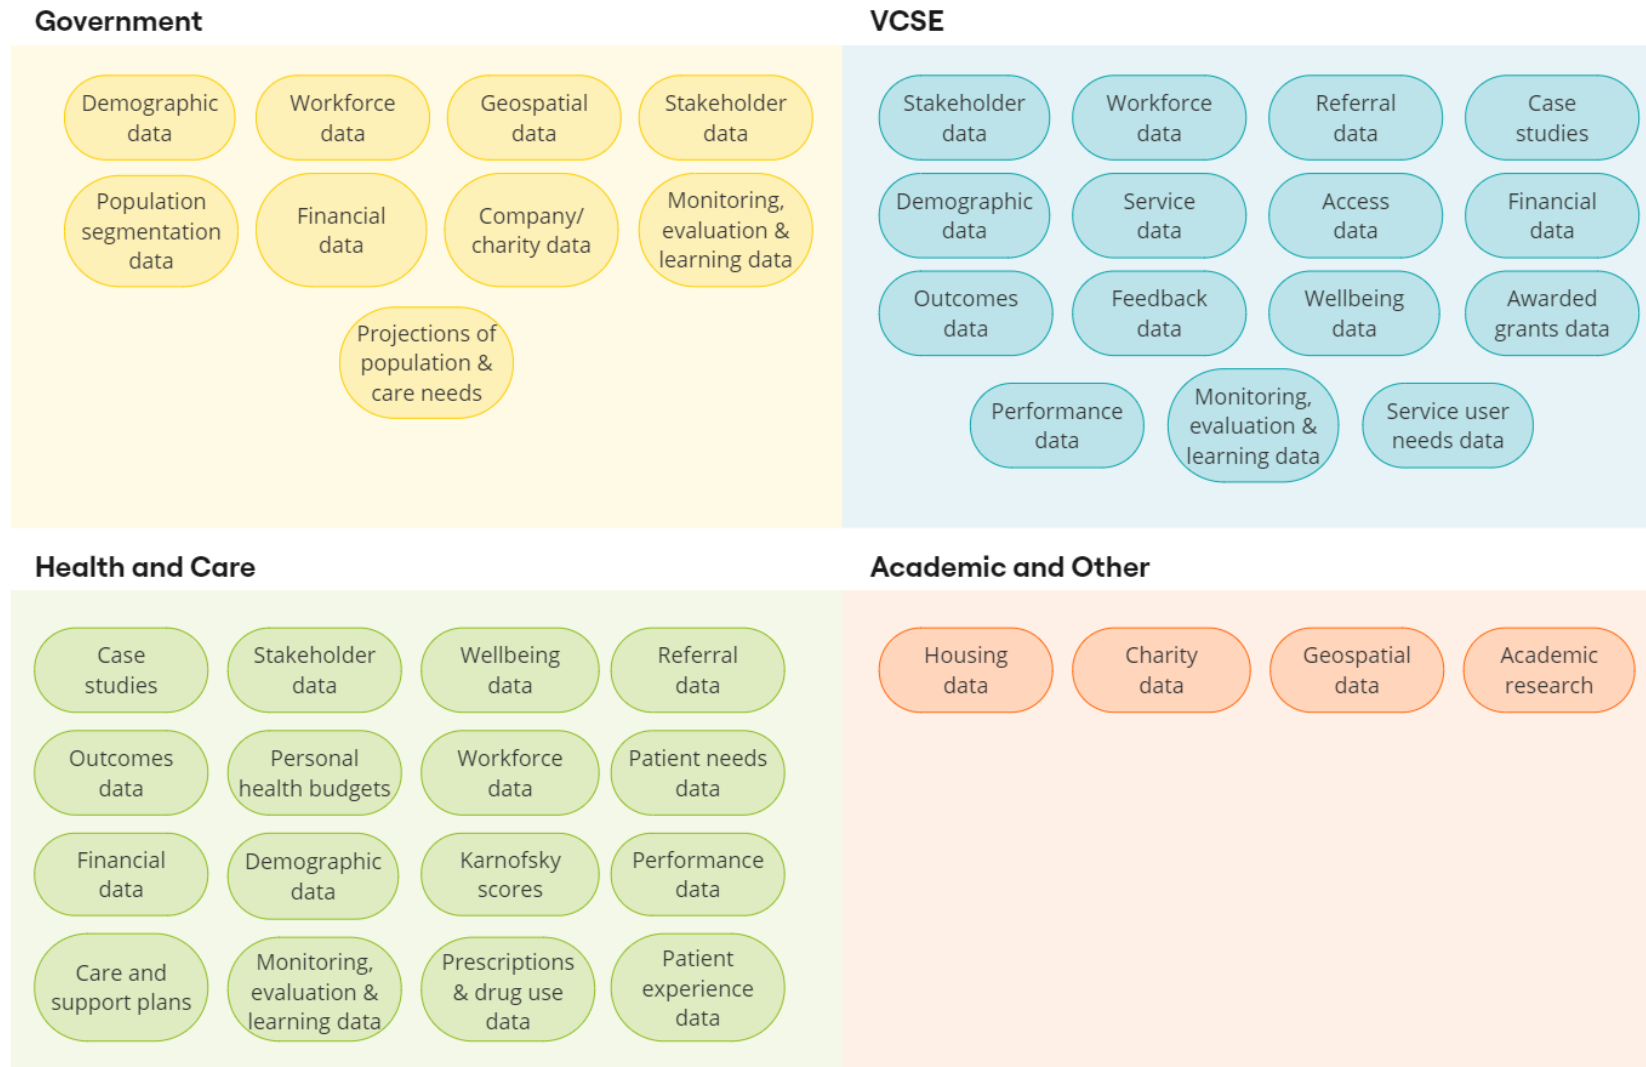 Government
Demographic
data
Workforce
data
Geospatial
data
Stakeholder
data
Population
segmentation
data
Financial
data
Company/
charity data
Monitoring,
evaluation &
learning data
Projections of
population &
care needs
VCSE
Stakeholder
data
Workforce
data
Referral
data
Case
studies
Demographic
data
Service
data
Access
data
Financial
data
Outcomes
data
Feedback
data
Wellbeing
data
Awarded
grants data
Performance
data
Monitoring,
evaluation &
learning data
Service user
needs data
Health and Care
Case
studies
Stakeholder
data
Wellbeing
data
Referral
data
Outcomes
data
Personal
health budgets
Workforce
data
Patient needs
data
Financial
data
Demographic
data
Karnofsky
scores
Performance
data
Care and
support plans
Monitoring,
evaluation &
learning data
Prescriptions
& drug use
data
Patient
experience
data
Academic and Other
Housing
data
Charity
data
Geospatial
data
Academic
research